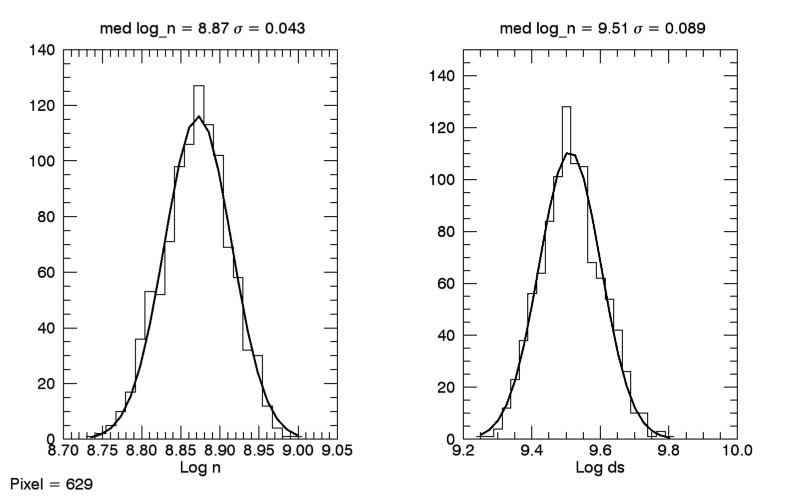 med log_n = 8.87 σ = 0.043
140
120
100
80
60
40
20
0
8.70 8.75 8.80 8.85 8.90 8.95 9.00 9.05
Log n
med log_n = 9.51 σ = 0.089
140
120
100
80
60
40
20
0
9.2 9.4 9.6 9.8 10.0
Log ds
Pixel = 629